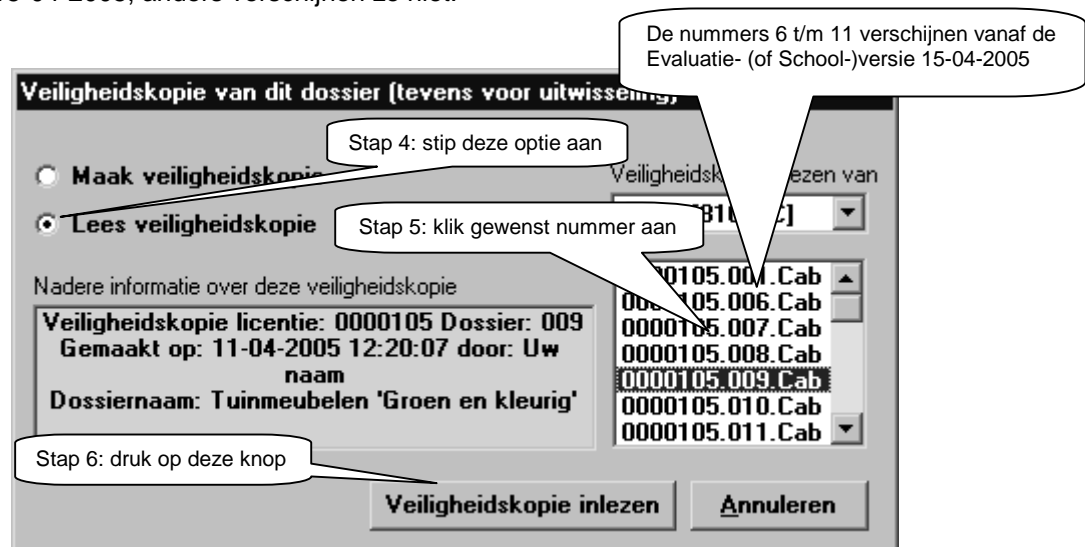 De nummers 6 t/m 11 verschijnen vanaf de
Evaluatie- (of School-)versie 15-04-2005
Veiligheidskopie van dit dossier (tevens voor uitwisseling)
Stap 4: stip deze optie aan
Maak veiligheidskopie
Lees veiligheidskopie
Stap 5: klik gewenst nummer aan
0000105.001.Cab
0000105.006.Cab
0000105.007.Cab
0000105.008.Cab
0000105.009.Cab
0000105.010.Cab
0000105.011.Cab
Nadere informatie over deze veiligheidskopie
Veiligheidskopie licentie: 0000105 Dossier: 009
Gemaakt op: 11-04-2005 12:20:07 door: Uw
naam
Dossiernaam: Tuinmeubelen 'Groen en kleurig'
Stap 6: druk op deze knop
Veiligheidskopie inlezen
Annuleren